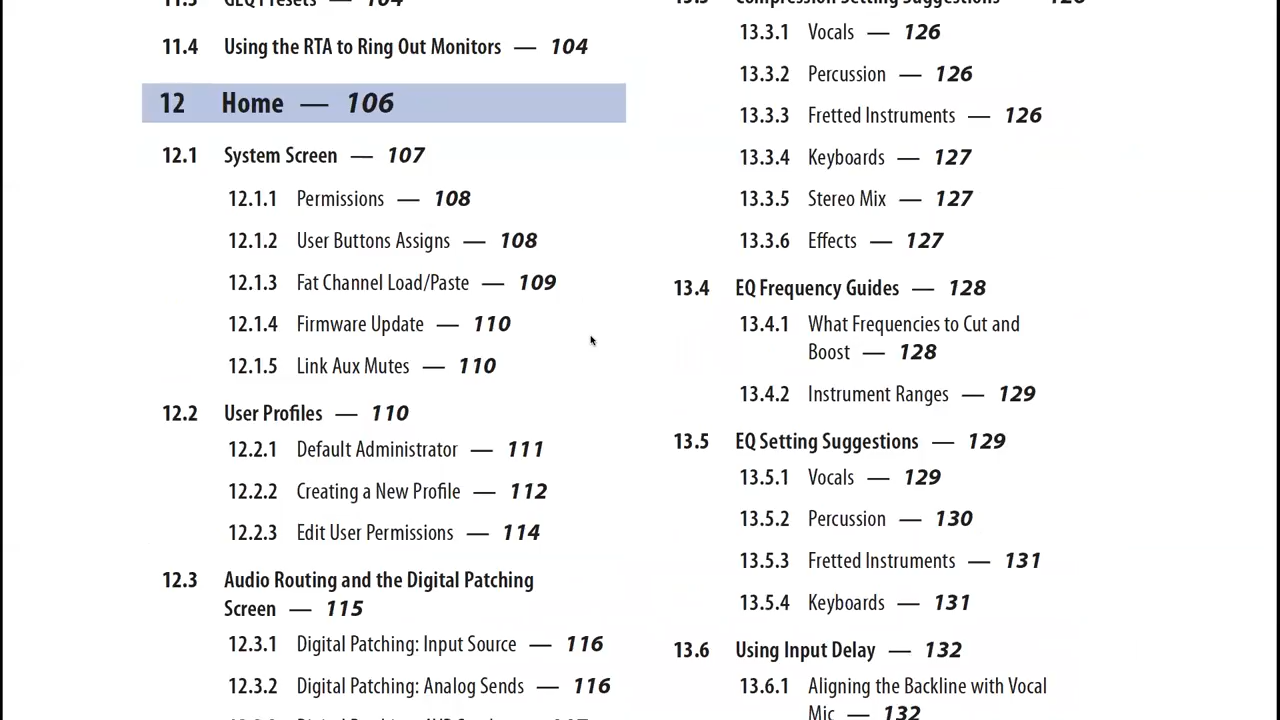 11.4 Using the RTA to Ring Out Monitors — 104
12 Home — 106
12.1 System Screen — 107
12.1.1 Permissions — 108
12.1.2 User Buttons Assigns — 108
12.1.3 Fat Channel Load/Paste — 109
12.1.4 Firmware Update — 110
12.1.5 Link Aux Mutes — 110
12.2 User Profiles — 110
12.2.1 Default Administrator — 111
12.2.2 Creating a New Profile — 112
12.2.3 Edit User Permissions — 114
12.3 Audio Routing and the Digital Patching
Screen — 115
12.3.1 Digital Patching: Input Source — 116
12.3.2 Digital Patching: Analog Sends — 116
13.3.1 Vocals — 126
13.3.2 Percussion — 126
13.3.3 Fretted Instruments — 126
13.3.4 Keyboards — 127
13.3.5 Stereo Mix — 127
13.3.6 Effects — 127
13.4 EQ Frequency Guides — 128
13.4.1 What Frequencies to Cut and
Boost — 128
13.4.2 Instrument Ranges — 129
13.5 EQ Setting Suggestions — 129
13.5.1 Vocals — 129
13.5.2 Percussion — 130
13.5.3 Fretted Instruments — 131
13.5.4 Keyboards — 131
13.6 Using Input Delay — 132
13.6.1 Aligning the Backline with Vocal
Mic — 132